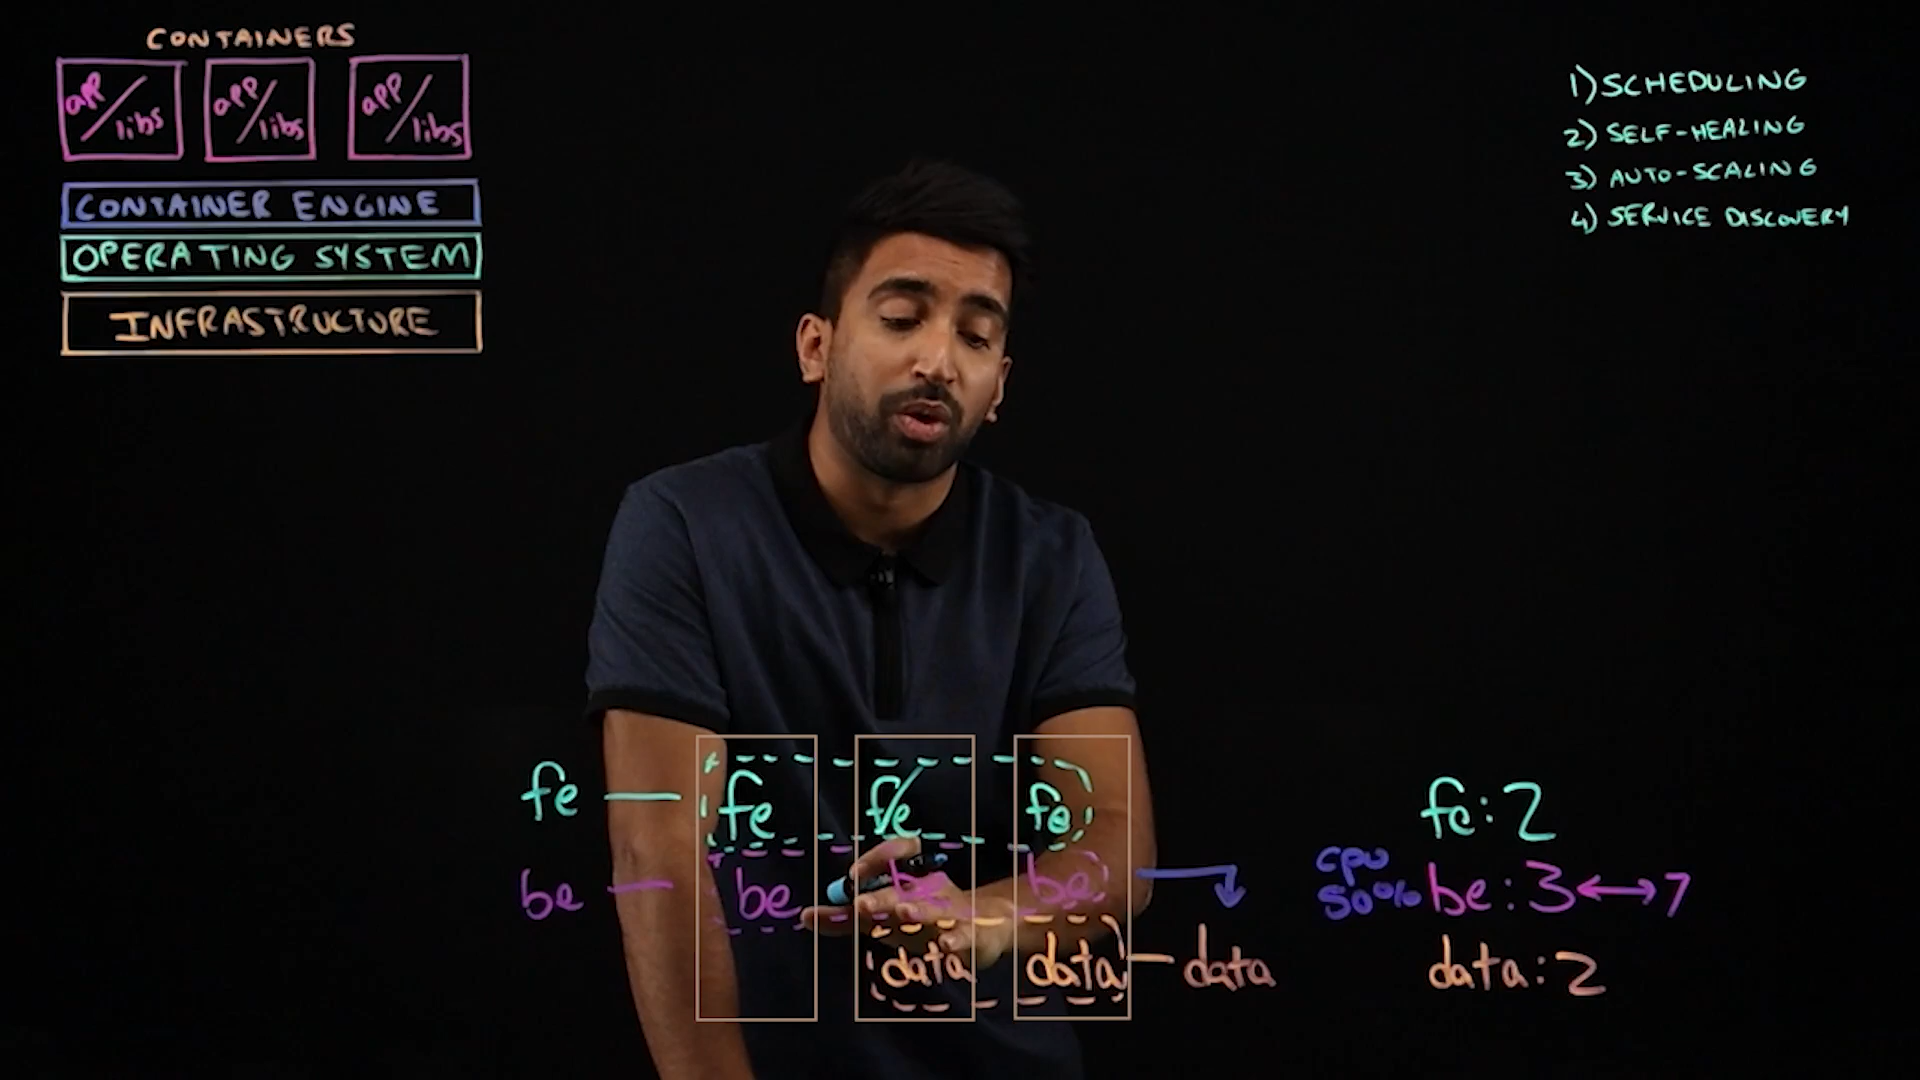 CONTAINERS
app/libs app/libs app/libs
CONTAINER ENGINE
OPERATING SYSTEM
INFRASTRUCTURE
1) SCHEDULING
2) SELF-HEALING
3) AUTO-SCALING
4) SERVICE DISCOVERY
fe fe fe fe
be be be be
data data data
fe: 2
cpu
50% be: 3 ↔ 7
data: 2